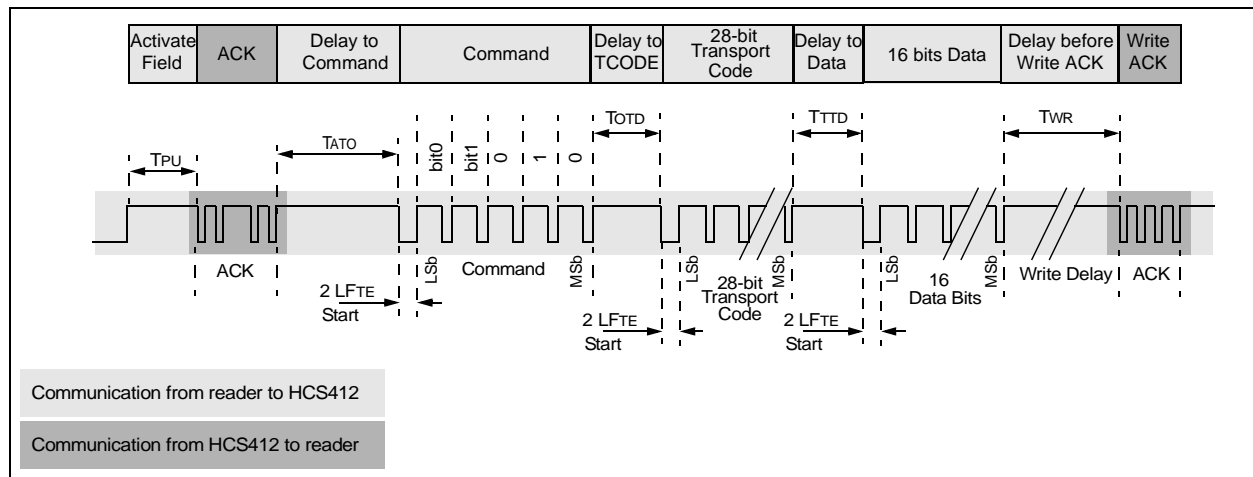 Activate
Field
ACK
Delay to
Command
Command
Delay to
TCODE
28-bit
Transport
Code
Delay to
Data
16 bits Data
Delay before
Write ACK
Write
ACK
TPU
TATO
bit0
bit1
0
1
0
TOTD
TTTD
TWR
ACK
2 LFTE
Start
LSb
Command
MSb
2 LFTE
Start
LSb
28-bit
Transport
Code
MSb
2 LFTE
Start
LSb
16
Data Bits
MSb
Write Delay
ACK
Communication from reader to HCS412
Communication from HCS412 to reader